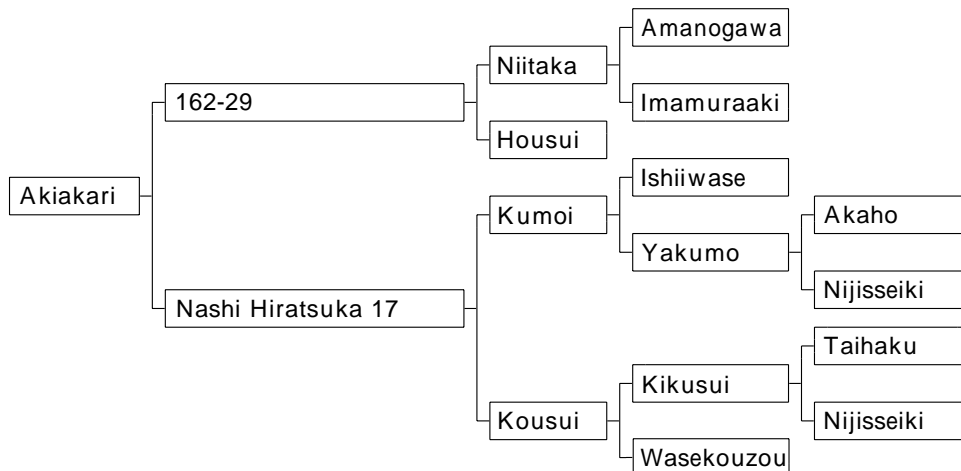 Amanogawa
Niitaka
162-29
Imamuraaki
Housui
Akiakari
Ishiiwase
Kumoi
Akaho
Yakumo
Nashi Hiratsuka 17
Nijisseiki
Taihaku
Kikusui
Kousui
Nijisseiki
Wasekouzou